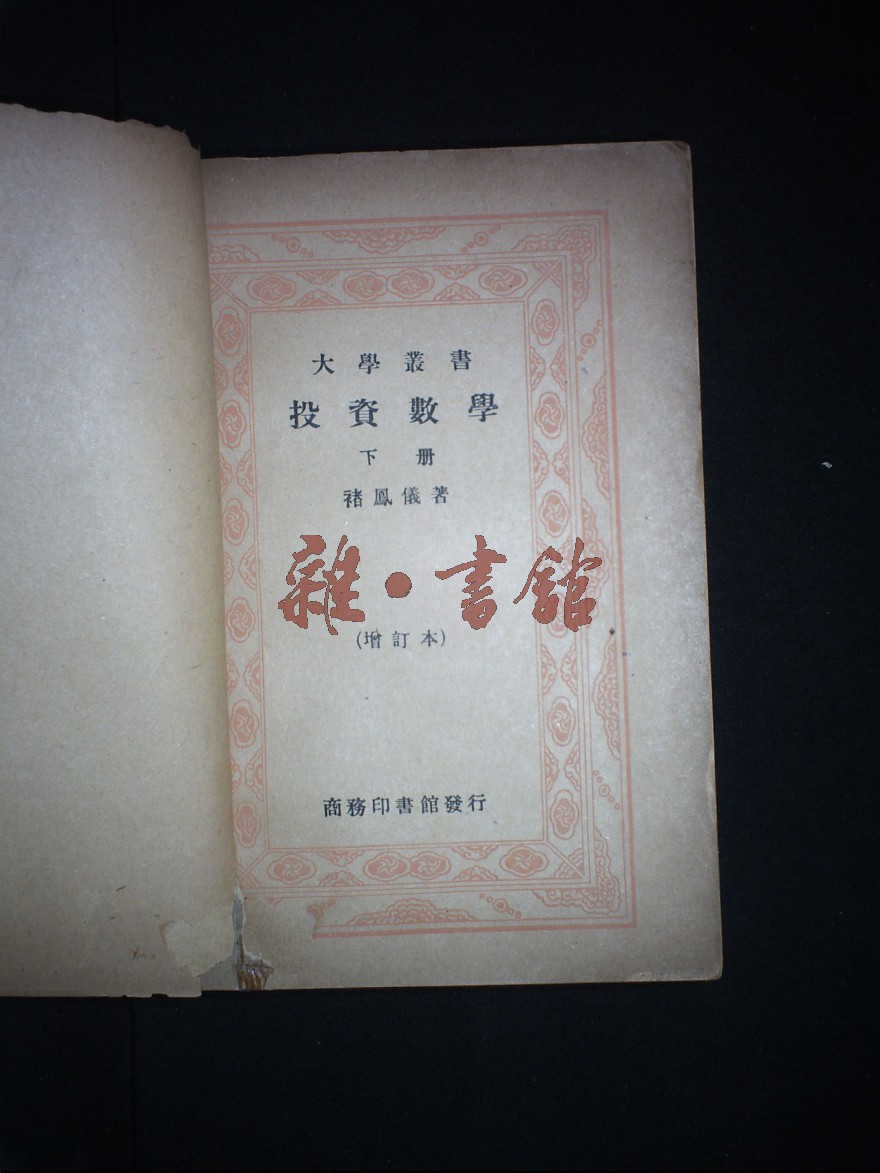 大學叢書
投資數學
下册
褚鳳儀著
雜·書館
(增訂本)
商務印書館發行